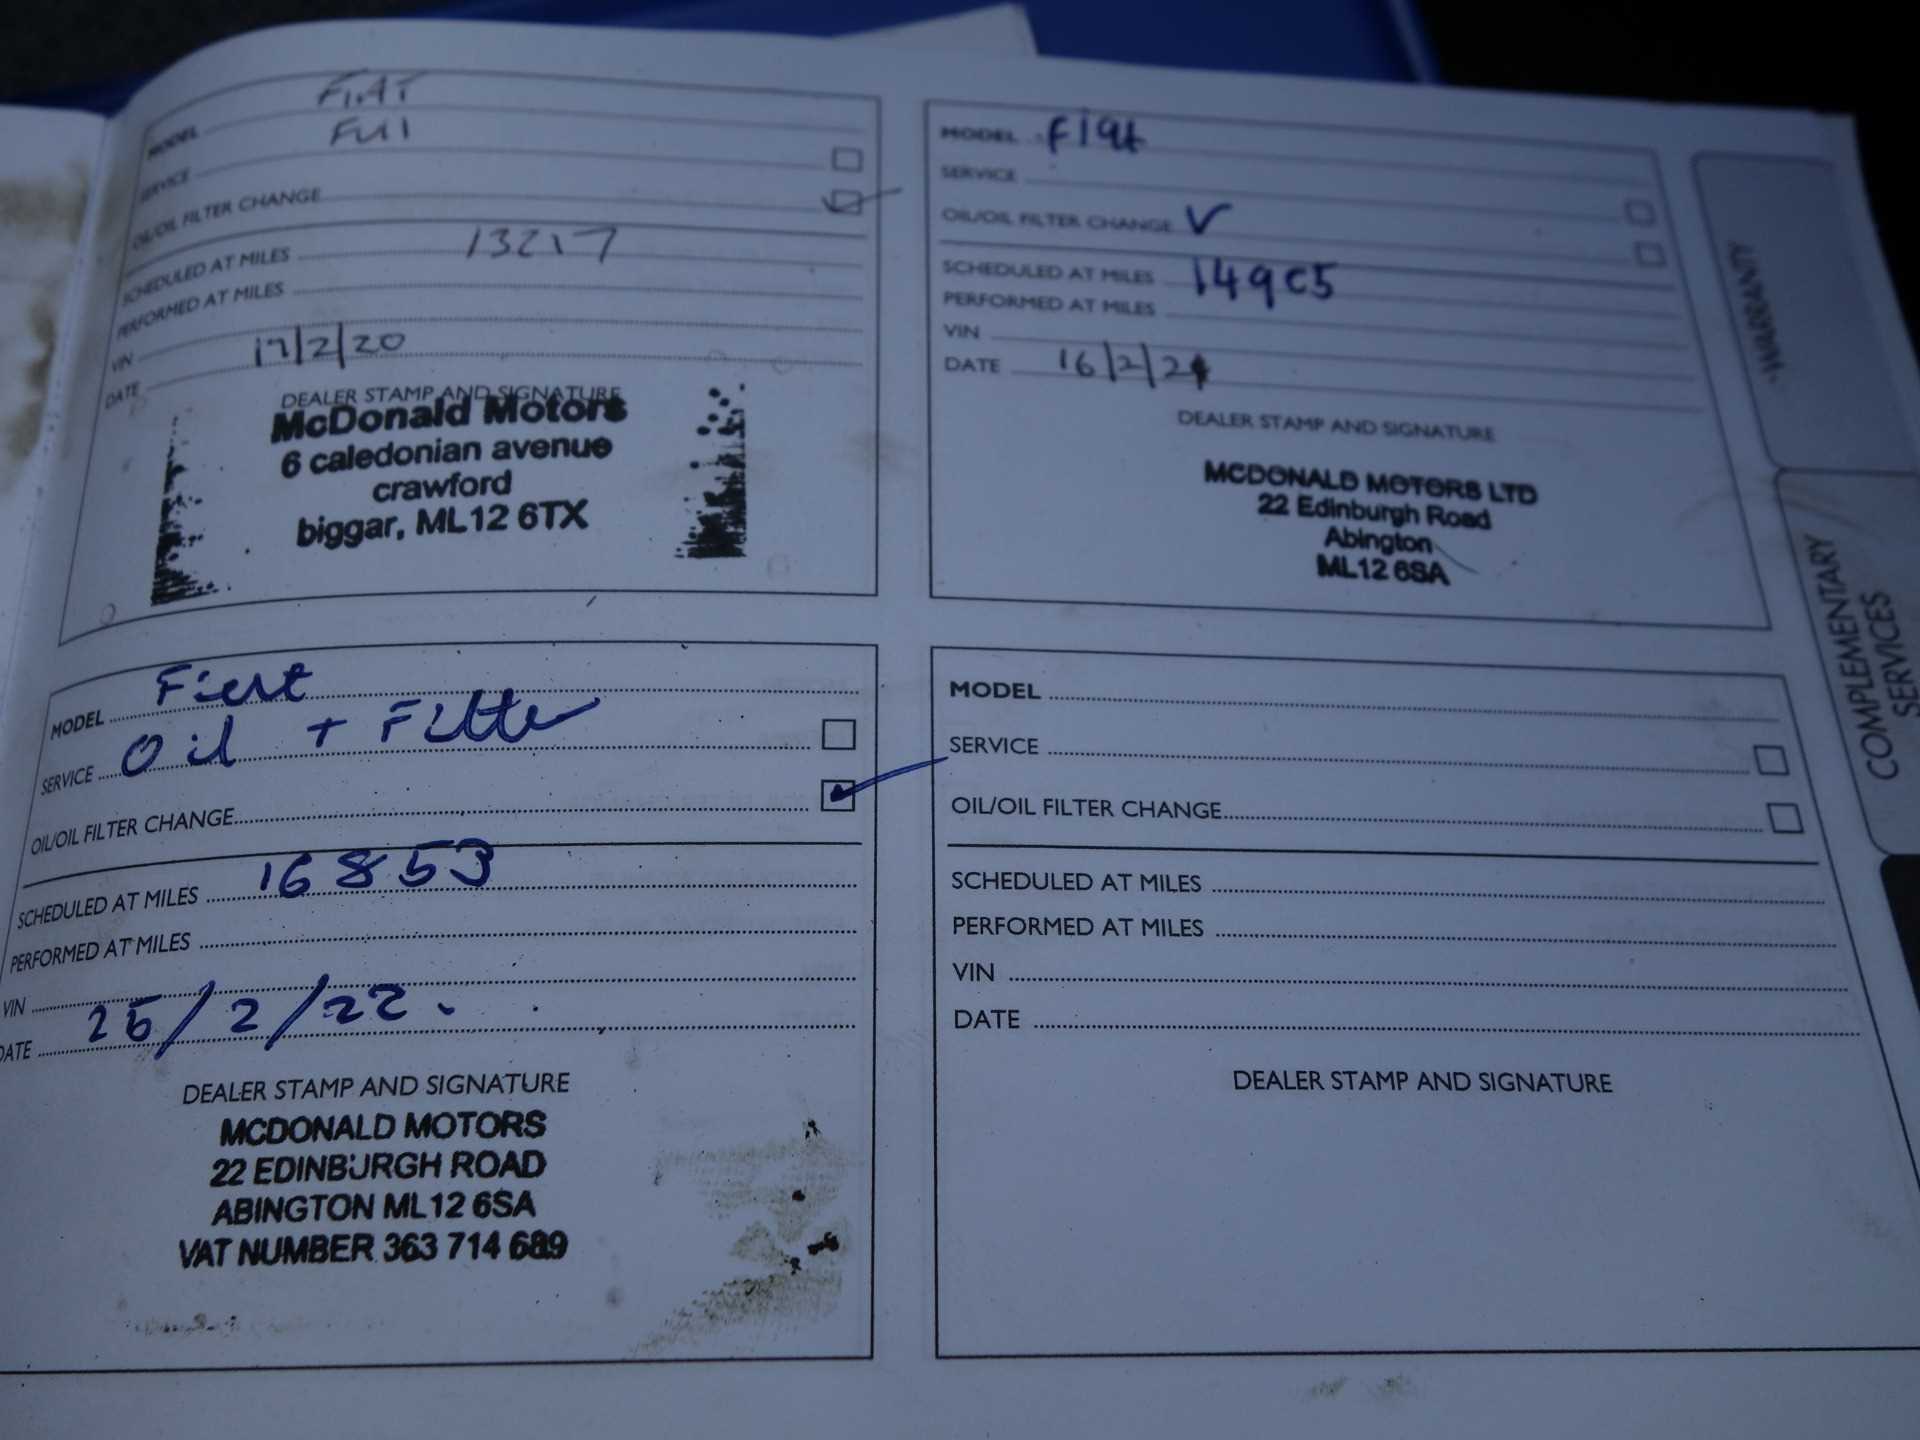 FIAT
MODEL
FUll
SERVICE
OIL/OIL FILTER CHANGE
SCHEDULED AT MILES 13217
PERFORMED AT MILES
VIN
DATE 17/2/20
DEALER STAMP AND SIGNATURE
McDonald Motors
6 caledonian avenue
crawford
biggar, ML12 6TX
MODEL Fiat
SERVICE
OIL/OIL FILTER CHANGE
SCHEDULED AT MILES 14905
PERFORMED AT MILES
VIN
DATE 16/2/21
DEALER STAMP AND SIGNATURE
MCDONALD MOTORS LTD
22 Edinburgh Road
Abington
ML12 6SA
MODEL Fiat
SERVICE Oil + Filter
OIL/OIL FILTER CHANGE
SCHEDULED AT MILES 16853
PERFORMED AT MILES
VIN
DATE 25/2/22.
DEALER STAMP AND SIGNATURE
MCDONALD MOTORS
22 EDINBURGH ROAD
ABINGTON ML12 6SA
VAT NUMBER 363 714 689
MODEL
SERVICE
OIL/OIL FILTER CHANGE
SCHEDULED AT MILES
PERFORMED AT MILES
VIN
DATE
DEALER STAMP AND SIGNATURE
WARRANTY
COMPLEMENTARY
SERVICES